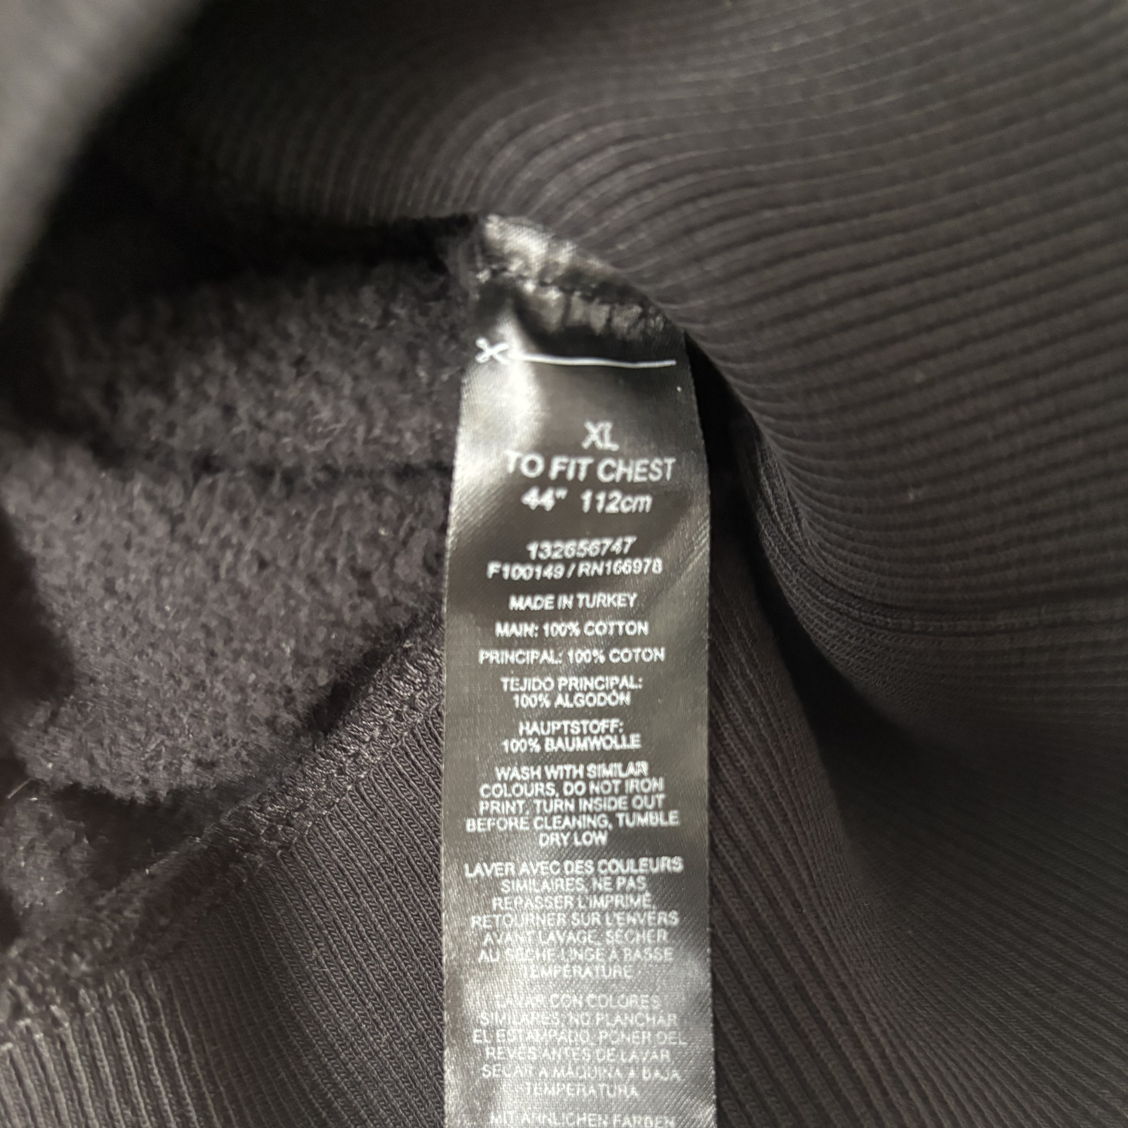 XL
TO FIT CHEST
44" 112cm
132656747
F100149 / RN166978
MADE IN TURKEY
MAIN: 100% COTTON
PRINCIPAL: 100% COTON
TEJIDO PRINCIPAL:
100% ALGODÓN
HAUPTSTOFF:
100% BAUMWOLLE
WASH WITH SIMILAR
COLOURS, DO NOT IRON
PRINT, TURN INSIDE OUT
BEFORE CLEANING, TUMBLE
DRY LOW
LAVER AVEC DES COULEURS
SIMILAIRES, NE PAS
REPASSER L'IMPRIMÉ,
RETOURNER SUR L'ENVERS
AVANT LAVAGE, SÉCHER
AU SÈCHE-LINGE À BASSE
TEMPÉRATURE
LAVAR CON COLORES
SIMILARES, NO PLANCHAR
EL ESTAMPADO, PONER DEL
REVÉS ANTES DE LAVAR,
SECAR A MÁQUINA A BAJA
TEMPERATURA
MIT ÄHNLICHEN FARBEN